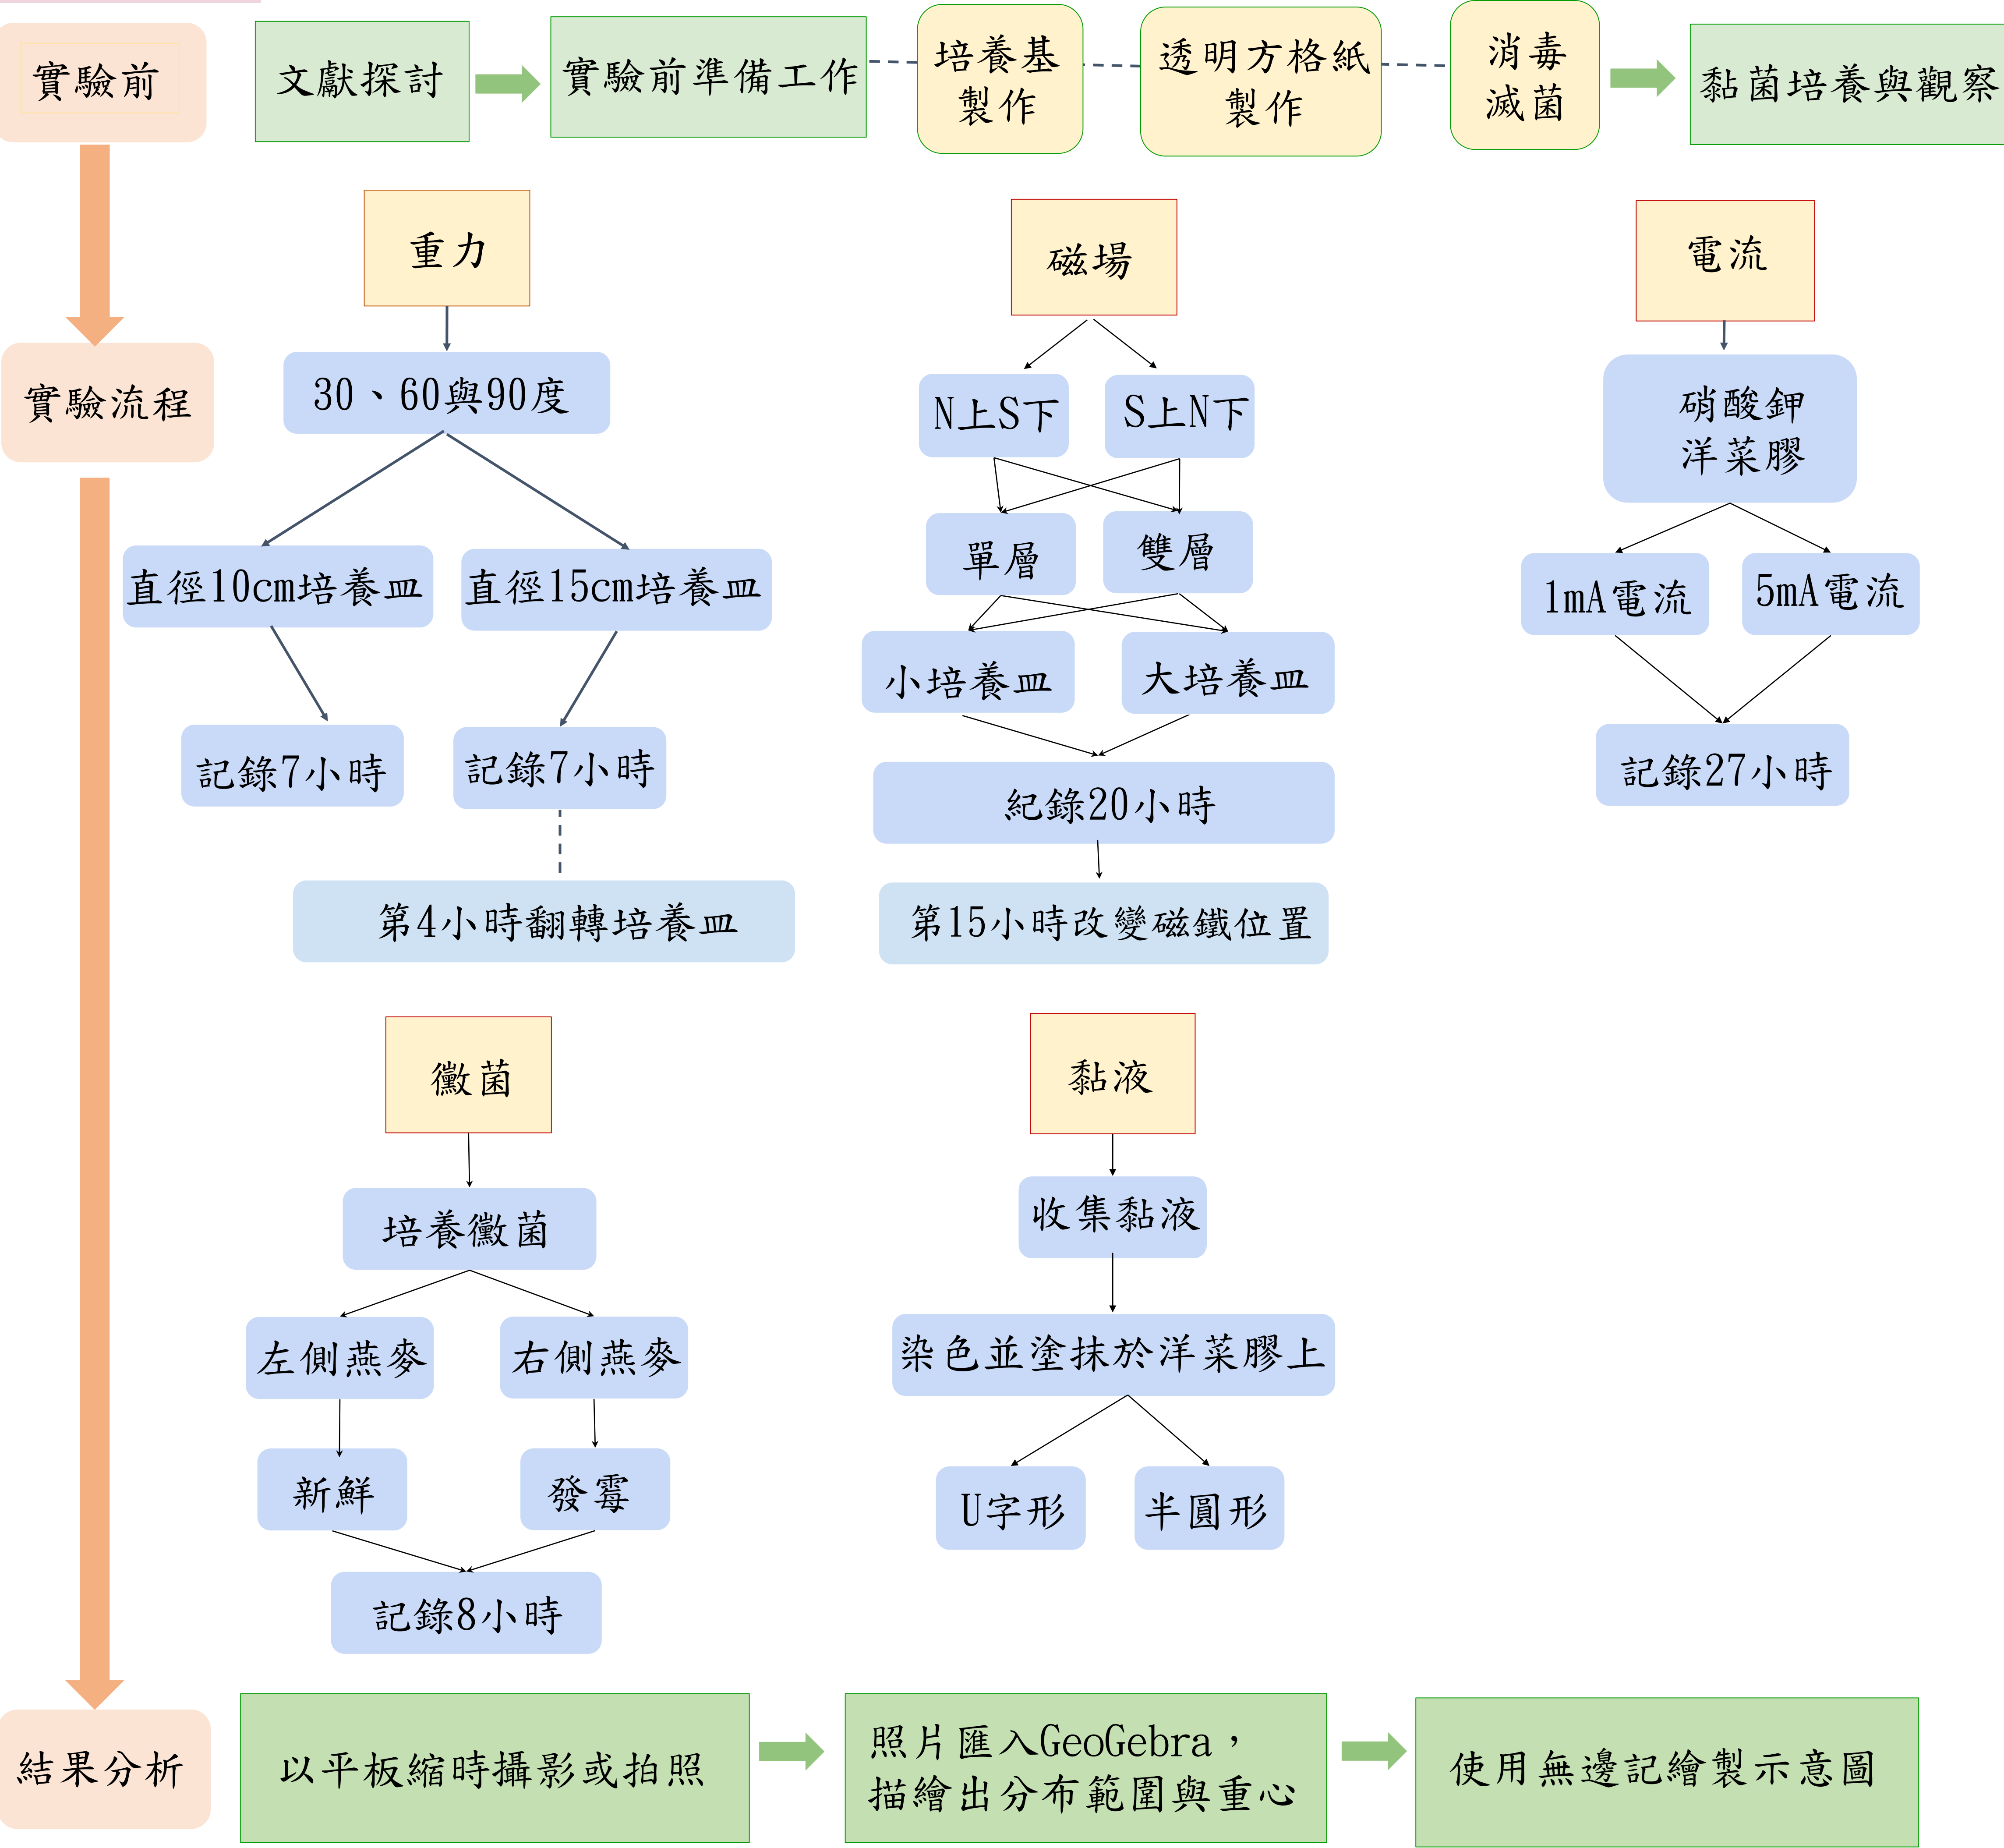 實驗前
文獻探討
實驗前準備工作
培養基
製作
透明方格紙
製作
消毒
滅菌
黏菌培養與觀察
實驗流程
重力
30、60與90度
直徑10cm培養皿
直徑15cm培養皿
記錄7小時
記錄7小時
第4小時翻轉培養皿
磁場
N上S下
S上N下
單層
雙層
小培養皿
大培養皿
紀錄20小時
第15小時改變磁鐵位置
電流
硝酸鉀
洋菜膠
1mA電流
5mA電流
記錄27小時
黴菌
培養黴菌
左側燕麥
右側燕麥
新鮮
發霉
記錄8小時
黏液
收集黏液
染色並塗抹於洋菜膠上
U字形
半圓形
結果分析
以平板縮時攝影或拍照
照片匯入GeoGebra，
描繪出分布範圍與重心
使用無邊記繪製示意圖